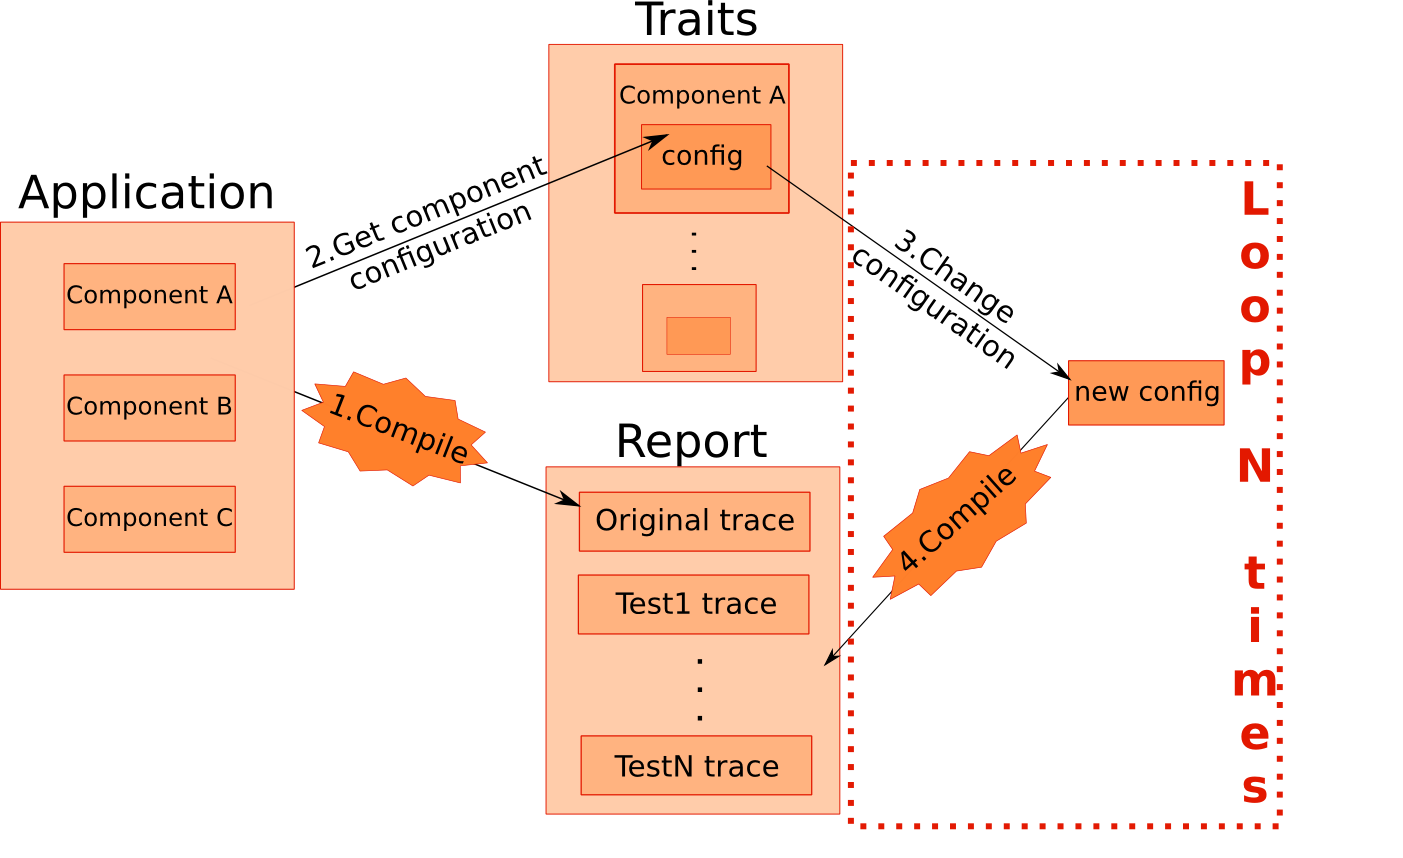 Traits
Component A
config
Application
Component A
Component B
Component C
2.Get component
configuration
1.Compile
3.Change
configuration
new config
4.Compile
Report
Original trace
Test1 trace
TestN trace
Loop N times